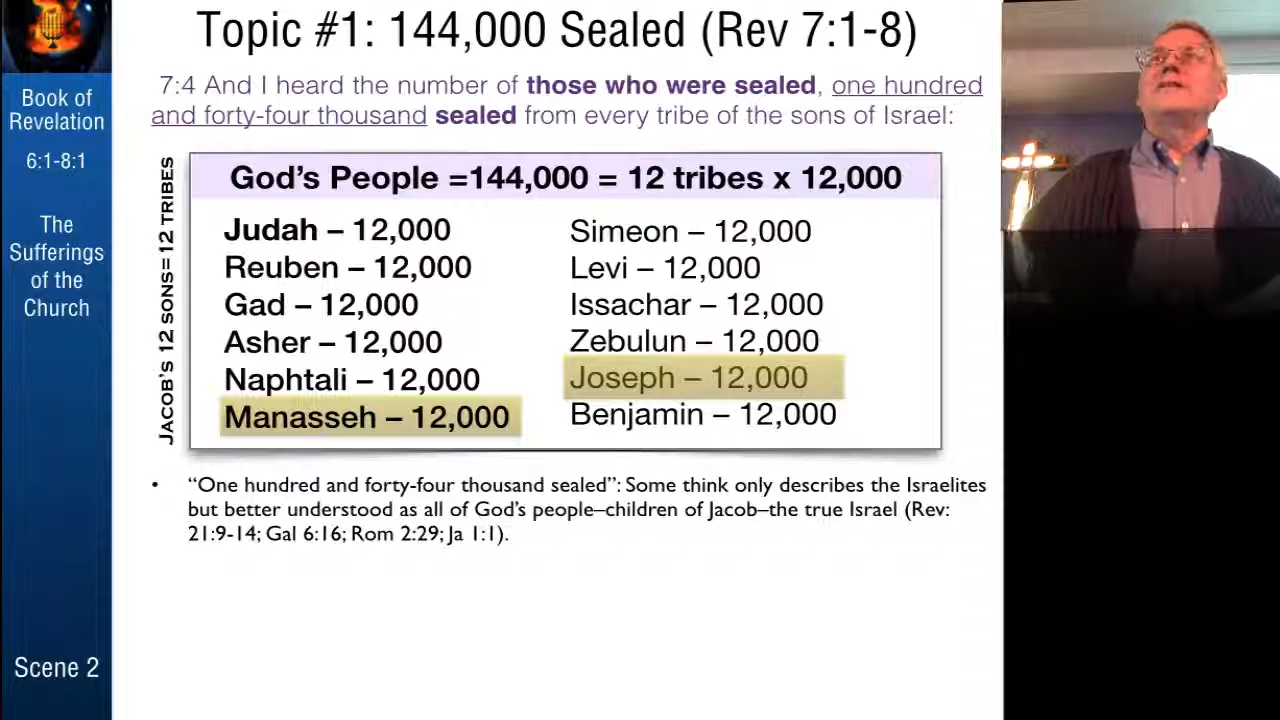 Topic #1: 144,000 Sealed (Rev 7:1-8)
Book of
Revelation
6:1-8:1
The
Sufferings
of the
Church
Scene 2
7:4 And I heard the number of those who were sealed, one hundred
and forty-four thousand sealed from every tribe of the sons of Israel:
JACOB'S 12 SONS= 12 TRIBES
God's People =144,000 = 12 tribes x 12,000
Judah – 12,000
Reuben – 12,000
Gad – 12,000
Asher – 12,000
Naphtali – 12,000
Manasseh – 12,000
Simeon – 12,000
Levi – 12,000
Issachar – 12,000
Zebulun – 12,000
Joseph – 12,000
Benjamin – 12,000
• “One hundred and forty-four thousand sealed”: Some think only describes the Israelites
but better understood as all of God's people–children of Jacob–the true Israel (Rev:
21:9-14; Gal 6:16; Rom 2:29; Ja 1:1).